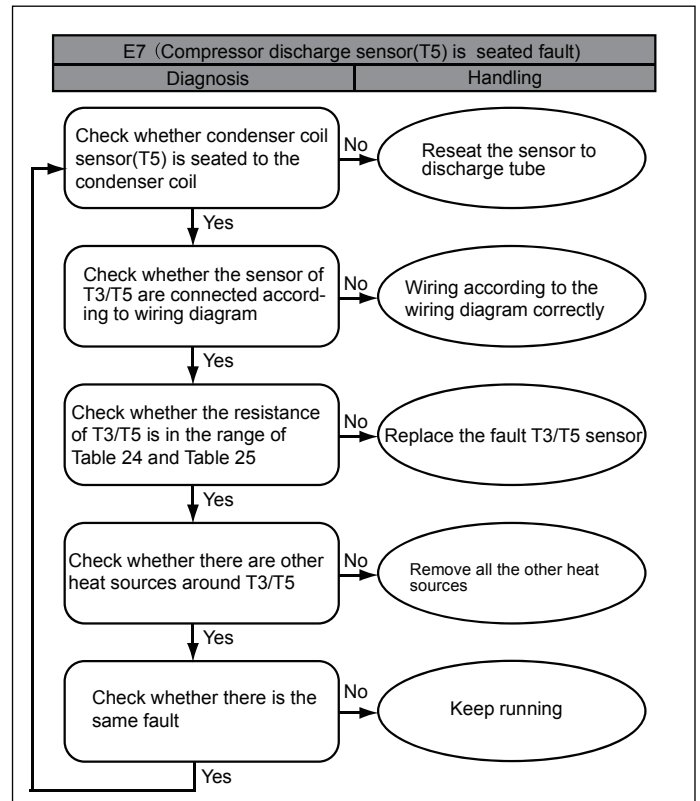 E7（Compressor discharge sensor(T5) is seated fault)
Diagnosis
Handling
Check whether condenser coil
sensor(T5) is seated to the
condenser coil
No
Reseat the sensor to
discharge tube
Yes
Check whether the sensor of
T3/T5 are connected accord-
ing to wiring diagram
No
Wiring according to the
wiring diagram correctly
Yes
Check whether the resistance
of T3/T5 is in the range of
Table 24 and Table 25
No
Replace the fault T3/T5 sensor
Yes
Check whether there are other
heat sources around T3/T5
No
Remove all the other heat
sources
Yes
Check whether there is the
same fault
No
Keep running
Yes